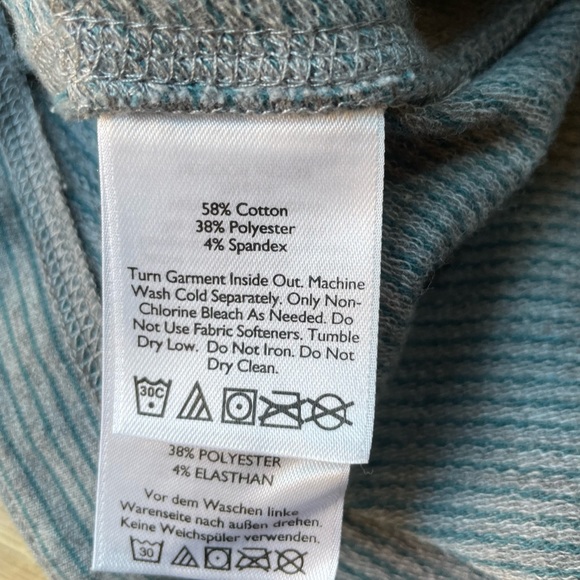 58% Cotton
38% Polyester
4% Spandex
Turn Garment Inside Out. Machine
Wash Cold Separately. Only Non-
Chlorine Bleach As Needed. Do
Not Use Fabric Softeners. Tumble
Dry Low. Do Not Iron. Do Not
Dry Clean.
30C
38% POLYESTER
4% ELASTHAN
Vor dem Waschen linke
Warenseite nach außen drehen.
Keine Weichspüler verwenden.
30